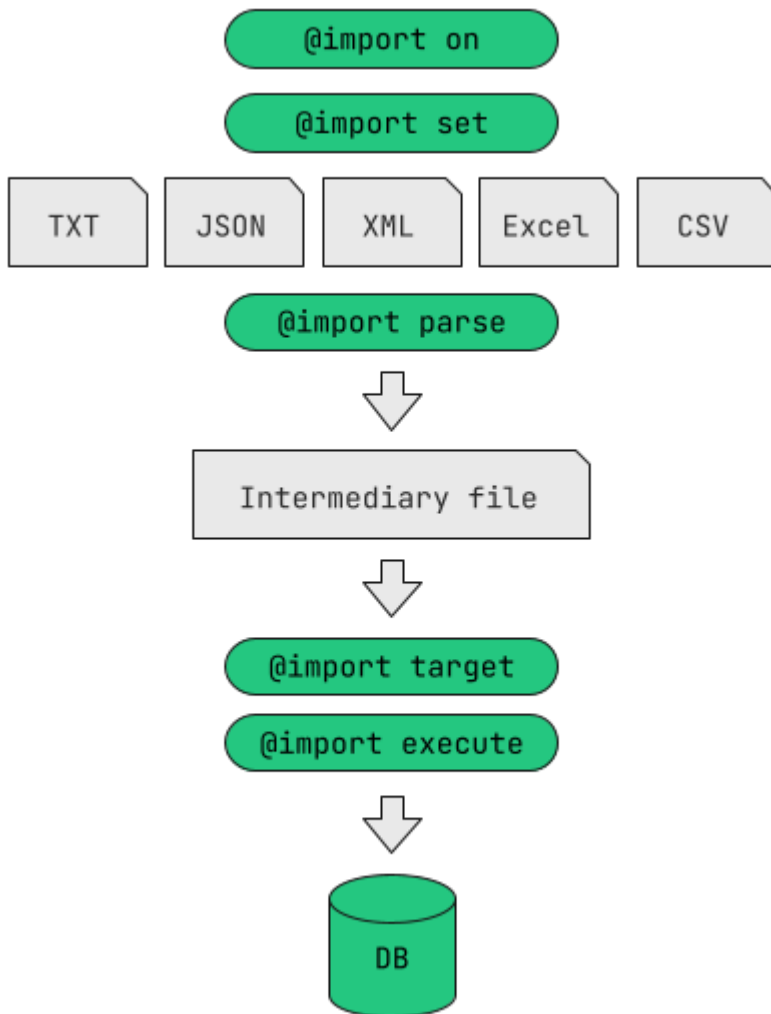 @import on
@import set
TXT
JSON
XML
Excel
CSV
@import parse
Intermediary file
@import target
@import execute
DB